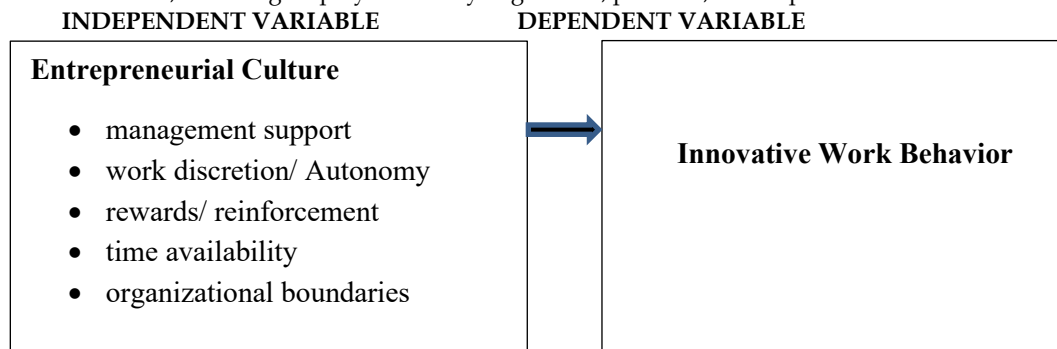 INDEPENDENT VARIABLE DEPENDENT VARIABLE
Entrepreneurial Culture
• management support
• work discretion/ Autonomy
• rewards/ reinforcement
• time availability
• organizational boundaries
Innovative Work Behavior